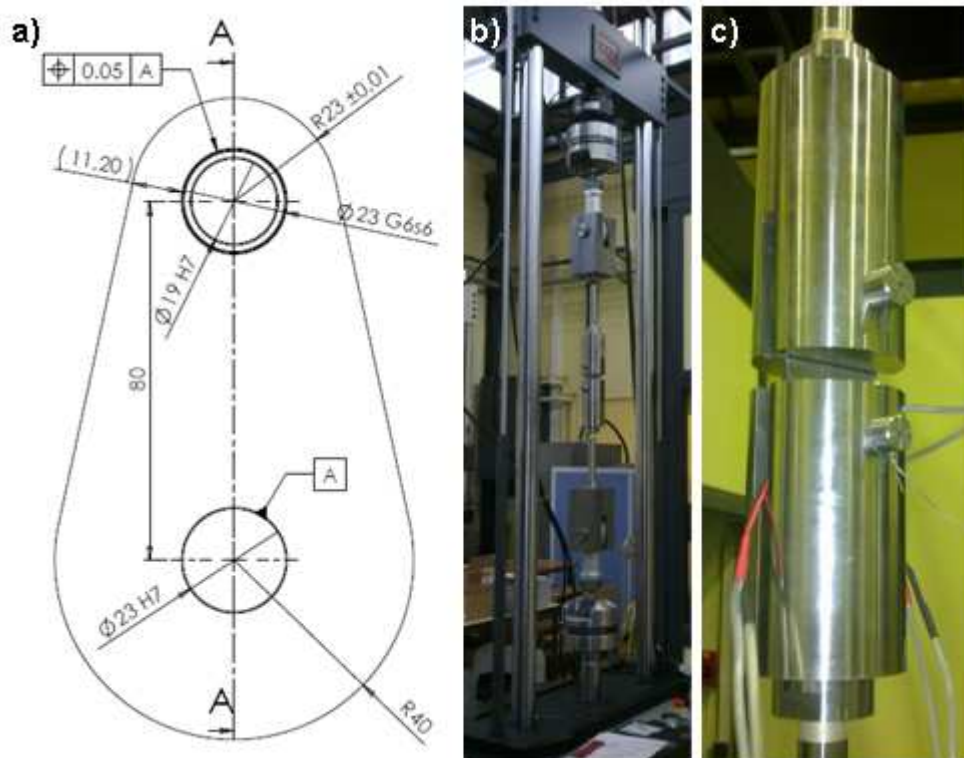 a)
A
⌖ 0.05 A
R23 ±0,01
(11.20)
Ø23 G6s6
Ø19 H7
80
A
Ø23 H7
A
R40
b)
c)